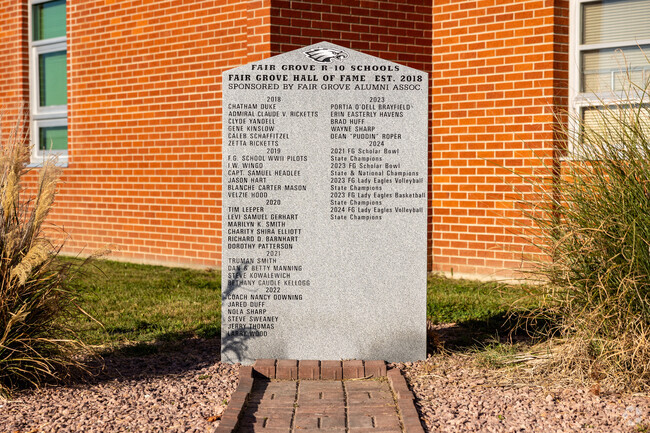 FAIR GROVE R-10 SCHOOLS
FAIR GROVE HALL OF FAME EST. 2018
SPONSORED BY FAIR GROVE ALUMNI ASSOC.
2018
CHATHAM DUKE
ADMIRAL CLAUDE V. RICKETTS
CLYDE YANDELL
GENE KINSLOW
CALEB SCHAFFITZEL
ZETTA RICKETTS
2019
F.G. SCHOOL WWII PILOTS
I.W. WINGO
CAPT. SAMUEL HEADLEE
JASON HART
BLANCHE CARTER MASON
VELZIE HOOD
2020
TIM LEEPER
LEVI SAMUEL GERHART
MARILYN K. SMITH
CHARITY SHIRA ELLIOTT
RICHARD D. BARNHART
DOROTHY PATTERSON
2021
TRUMAN SMITH
DAN & BETTY MANNING
STEVE KOWALEWICH
BETHANY CAUDLE KELLOGG
2022
COACH NANCY DOWNING
JARED DUFF
NOLA SHARP
STEVE SWEANEY
JERRY THOMAS
LARRY WOOD
2023
PORTIA O'DELL BRAYFIELD
ERIN EASTERLY HAVENS
BRAD HUFF
WAYNE SHARP
DEAN "PUDDIN" ROPER
2024
2021 FG Scholar Bowl
State Champions
2023 FG Scholar Bowl
State & National Champions
2023 FG Lady Eagles Volleyball
State Champions
2023 FG Lady Eagles Basketball
State Champions
2024 FG Lady Eagles Volleyball
State Champions